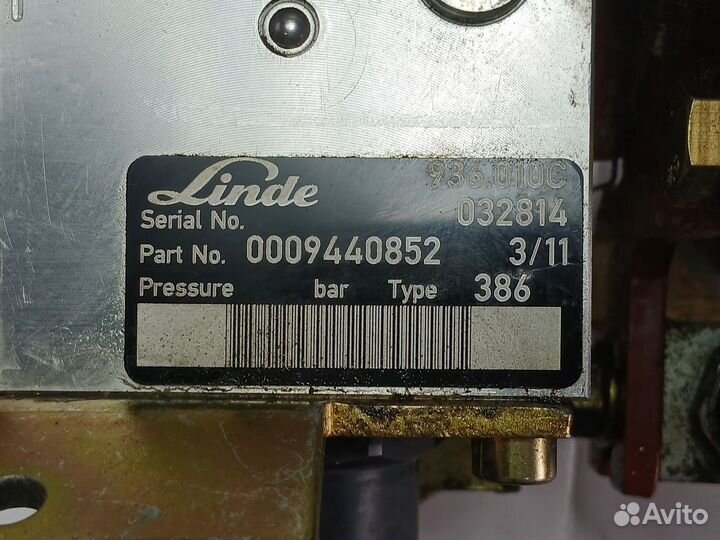 Linde 936.010C
Serial No. 032814
Part No. 0009440852 3/11
Pressure bar Type 386
Avito